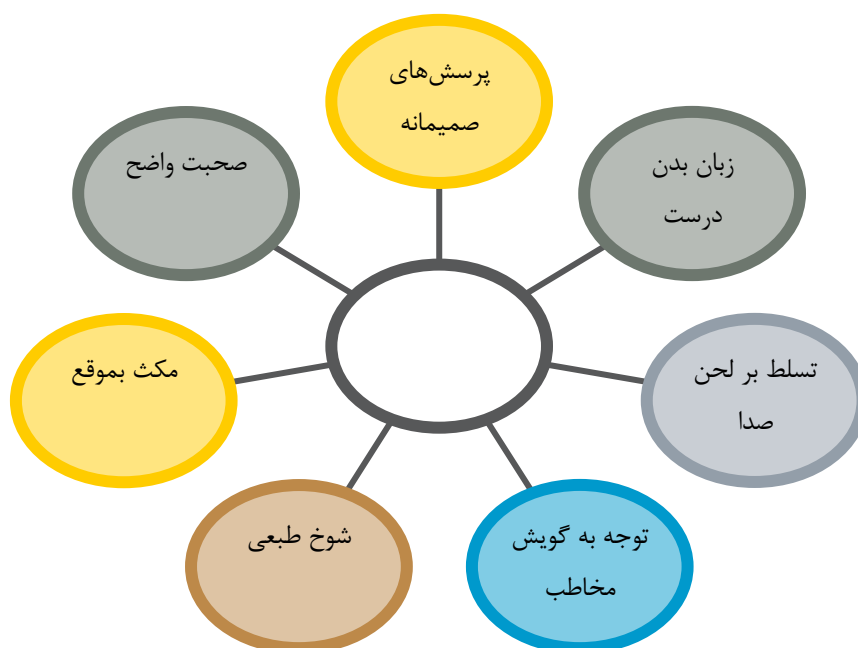 پرسش‌های
صمیمانه
زبان بدن
درست
تسلط بر لحن
صدا
توجه به گویش
مخاطب
شوخ طبعی
مکث بموقع
صحبت واضح